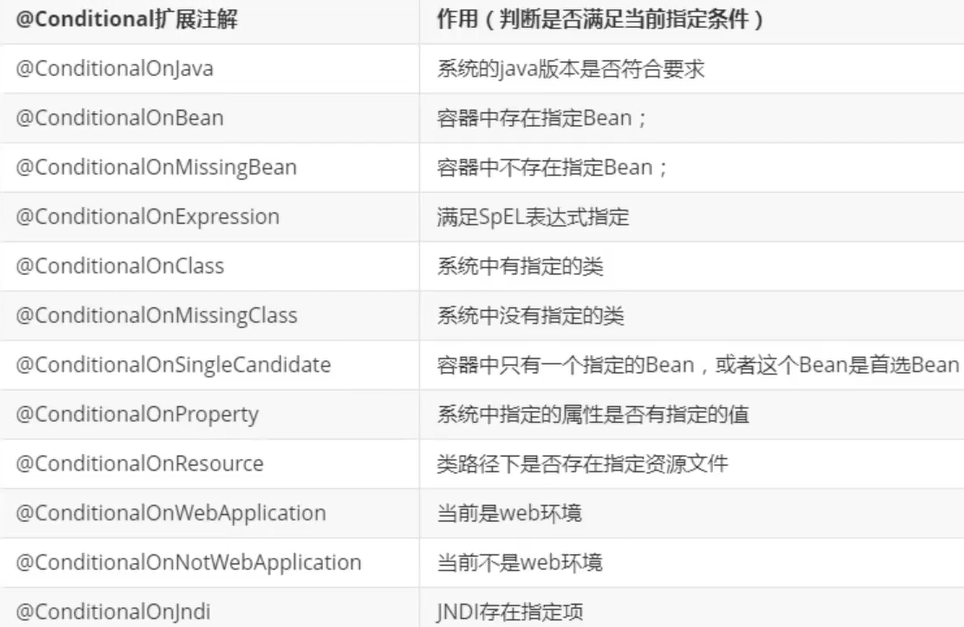 @Conditional扩展注解 作用（判断是否满足当前指定条件）
@ConditionalOnJava 系统的java版本是否符合要求
@ConditionalOnBean 容器中存在指定Bean；
@ConditionalOnMissingBean 容器中不存在指定Bean；
@ConditionalOnExpression 满足SpEL表达式指定
@ConditionalOnClass 系统中有指定的类
@ConditionalOnMissingClass 系统中没有指定的类
@ConditionalOnSingleCandidate 容器中只有一个指定的Bean，或者这个Bean是首选Bean
@ConditionalOnProperty 系统中指定的属性是否有指定的值
@ConditionalOnResource 类路径下是否存在指定资源文件
@ConditionalOnWebApplication 当前是web环境
@ConditionalOnNotWebApplication 当前不是web环境
@ConditionalOnJndi JNDI存在指定项